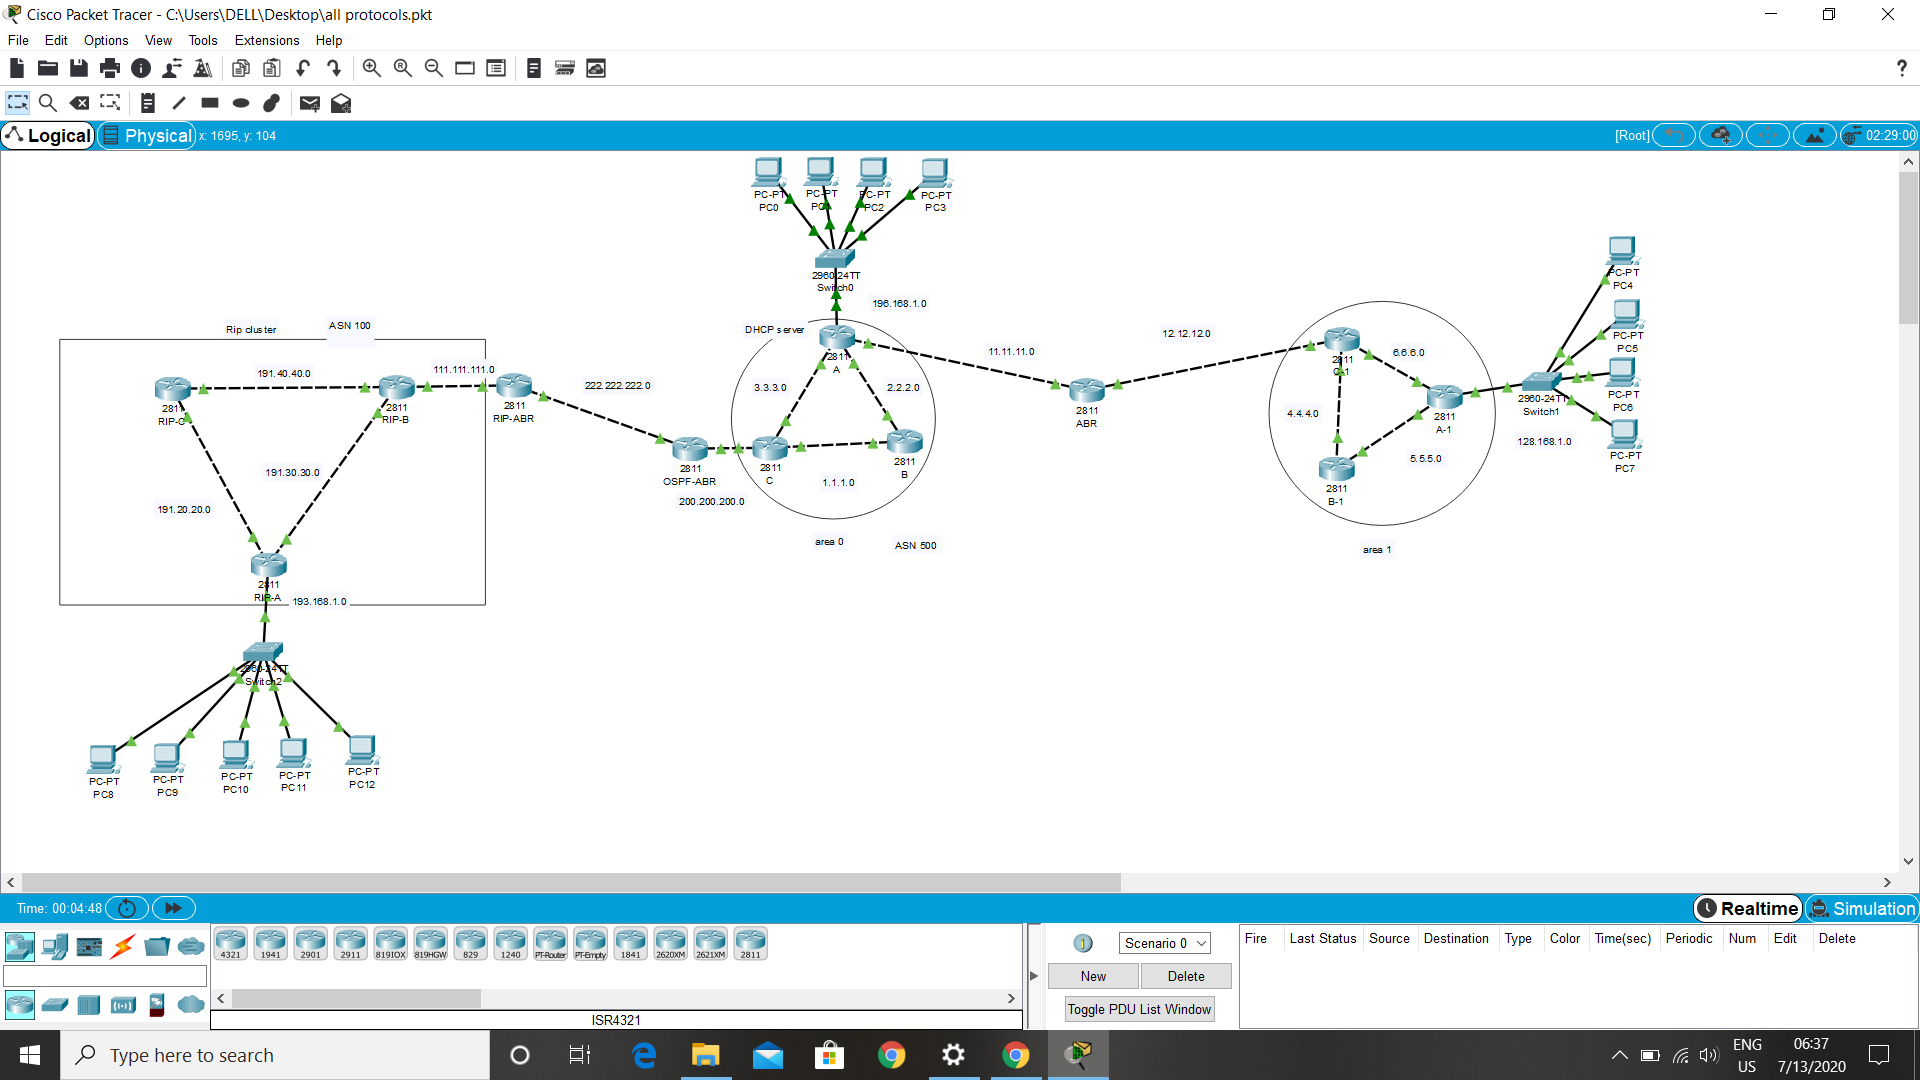 Cisco Packet Tracer - C:\Users\DELL\Desktop\all protocols.pkt
File Edit Options View Tools Extensions Help
?
Logical Physical x: 1695, y: 104 [Root] 02:29:00
PC-PT PC0
PC-PT
PC-PT PC2
PC-PT PC3
2960-24TT Switch0
196.168.1.0
DHCP server
2811 A
3.3.3.0
2.2.2.0
2811 C
2811 B
1.1.1.0
area 0
ASN 500
Rip cluster
ASN 100
191.40.40.0
111.111.111.0
2811 RIP-C
2811 RIP-B
2811 RIP-ABR
222.222.222.0
191.30.30.0
191.20.20.0
2811 OSPF-ABR
200.200.200.0
2811 RIP-A
193.168.1.0
2960-24TT Switch2
PC-PT PC8
PC-PT PC9
PC-PT PC10
PC-PT PC11
PC-PT PC12
11.11.11.0
12.12.12.0
2811 ABR
2811 C-1
6.6.6.0
4.4.4.0
2811 A-1
5.5.5.0
2811 B-1
area 1
2960-24TT Switch1
128.168.1.0
PC-PT PC4
PC-PT PC5
PC-PT PC6
PC-PT PC7
Time: 00:04:48 Realtime Simulation
4321 1941 2901 2911 819IOX 819HGW 829 1240 PT-Router PT-Empty 1841 2620XM 2621XM 2811
ISR4321
1 Scenario 0
New Delete
Toggle PDU List Window
Fire Last Status Source Destination Type Color Time(sec) Periodic Num Edit Delete
Type here to search
ENG US
06:37
7/13/2020